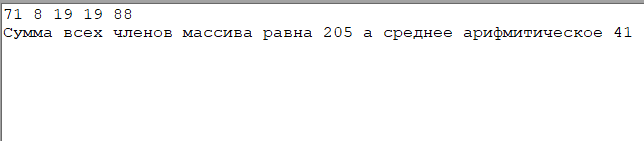 71 8 19 19 88
Сумма всех членов массива равна 205 а среднее арифмитическое 41